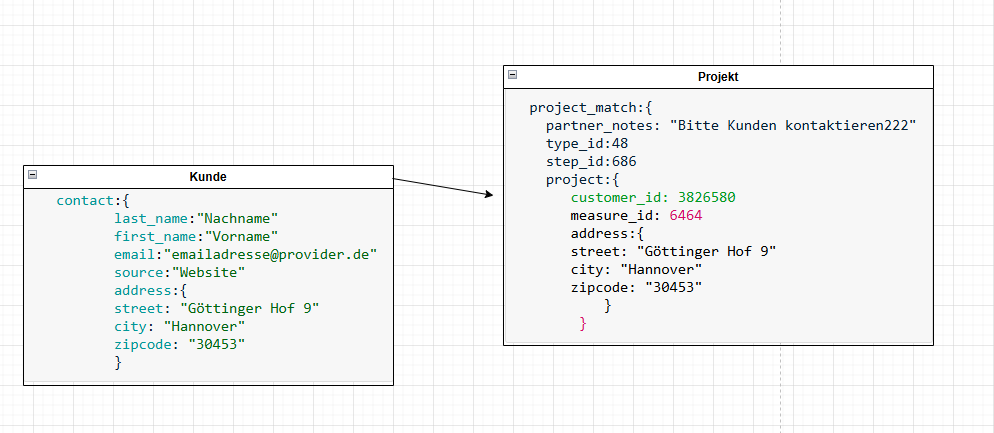 Kunde
contact:{
last_name:"Nachname"
first_name:"Vorname"
email:"emailadresse@provider.de"
source:"Website"
address:{
street: "Göttinger Hof 9"
city: "Hannover"
zipcode: "30453"
}
Projekt
project_match:{
partner_notes: "Bitte Kunden kontaktieren222"
type_id:48
step_id:686
project:{
customer_id: 3826580
measure_id: 6464
address:{
street: "Göttinger Hof 9"
city: "Hannover"
zipcode: "30453"
}
}